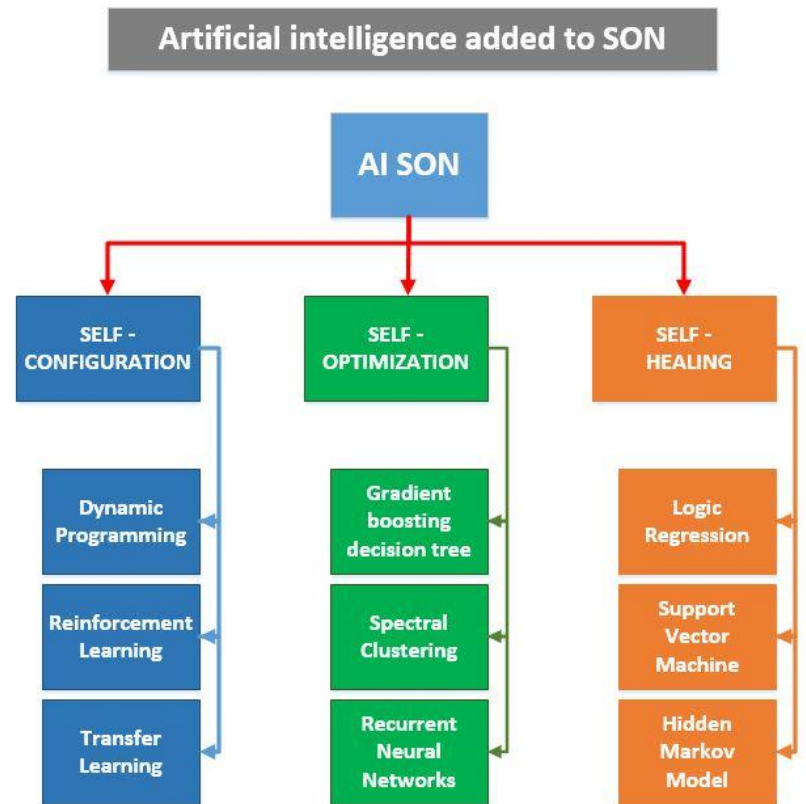 Artificial intelligence added to SON
AI SON
SELF -
CONFIGURATION
SELF -
OPTIMIZATION
SELF -
HEALING
Dynamic
Programming
Gradient
boosting
decision tree
Logic
Regression
Reinforcement
Learning
Spectral
Clustering
Support
Vector
Machine
Transfer
Learning
Recurrent
Neural
Networks
Hidden
Markov
Model